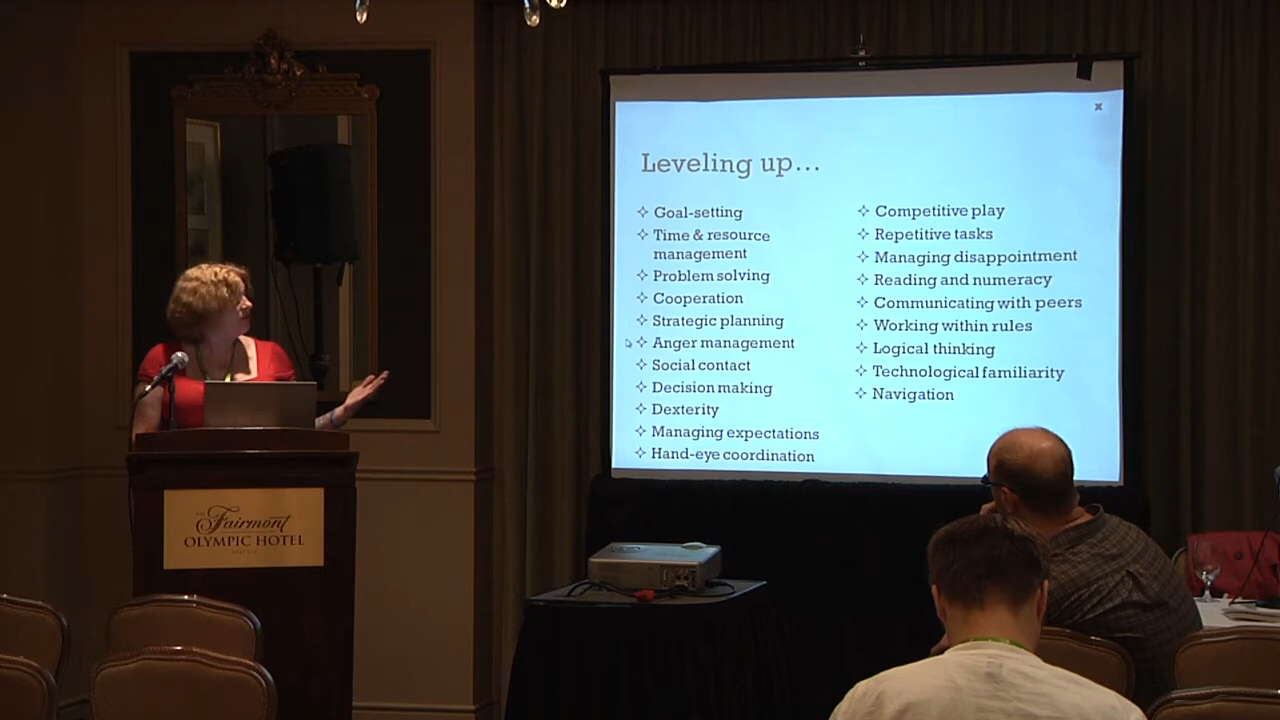 Leveling up...
Goal-setting
Time & resource
management
Problem solving
Cooperation
Strategic planning
Anger management
Social contact
Decision making
Dexterity
Managing expectations
Hand-eye coordination
Competitive play
Repetitive tasks
Managing disappointment
Reading and numeracy
Communicating with peers
Working within rules
Logical thinking
Technological familiarity
Navigation
THE
Fairmont
OLYMPIC HOTEL
SEATTLE